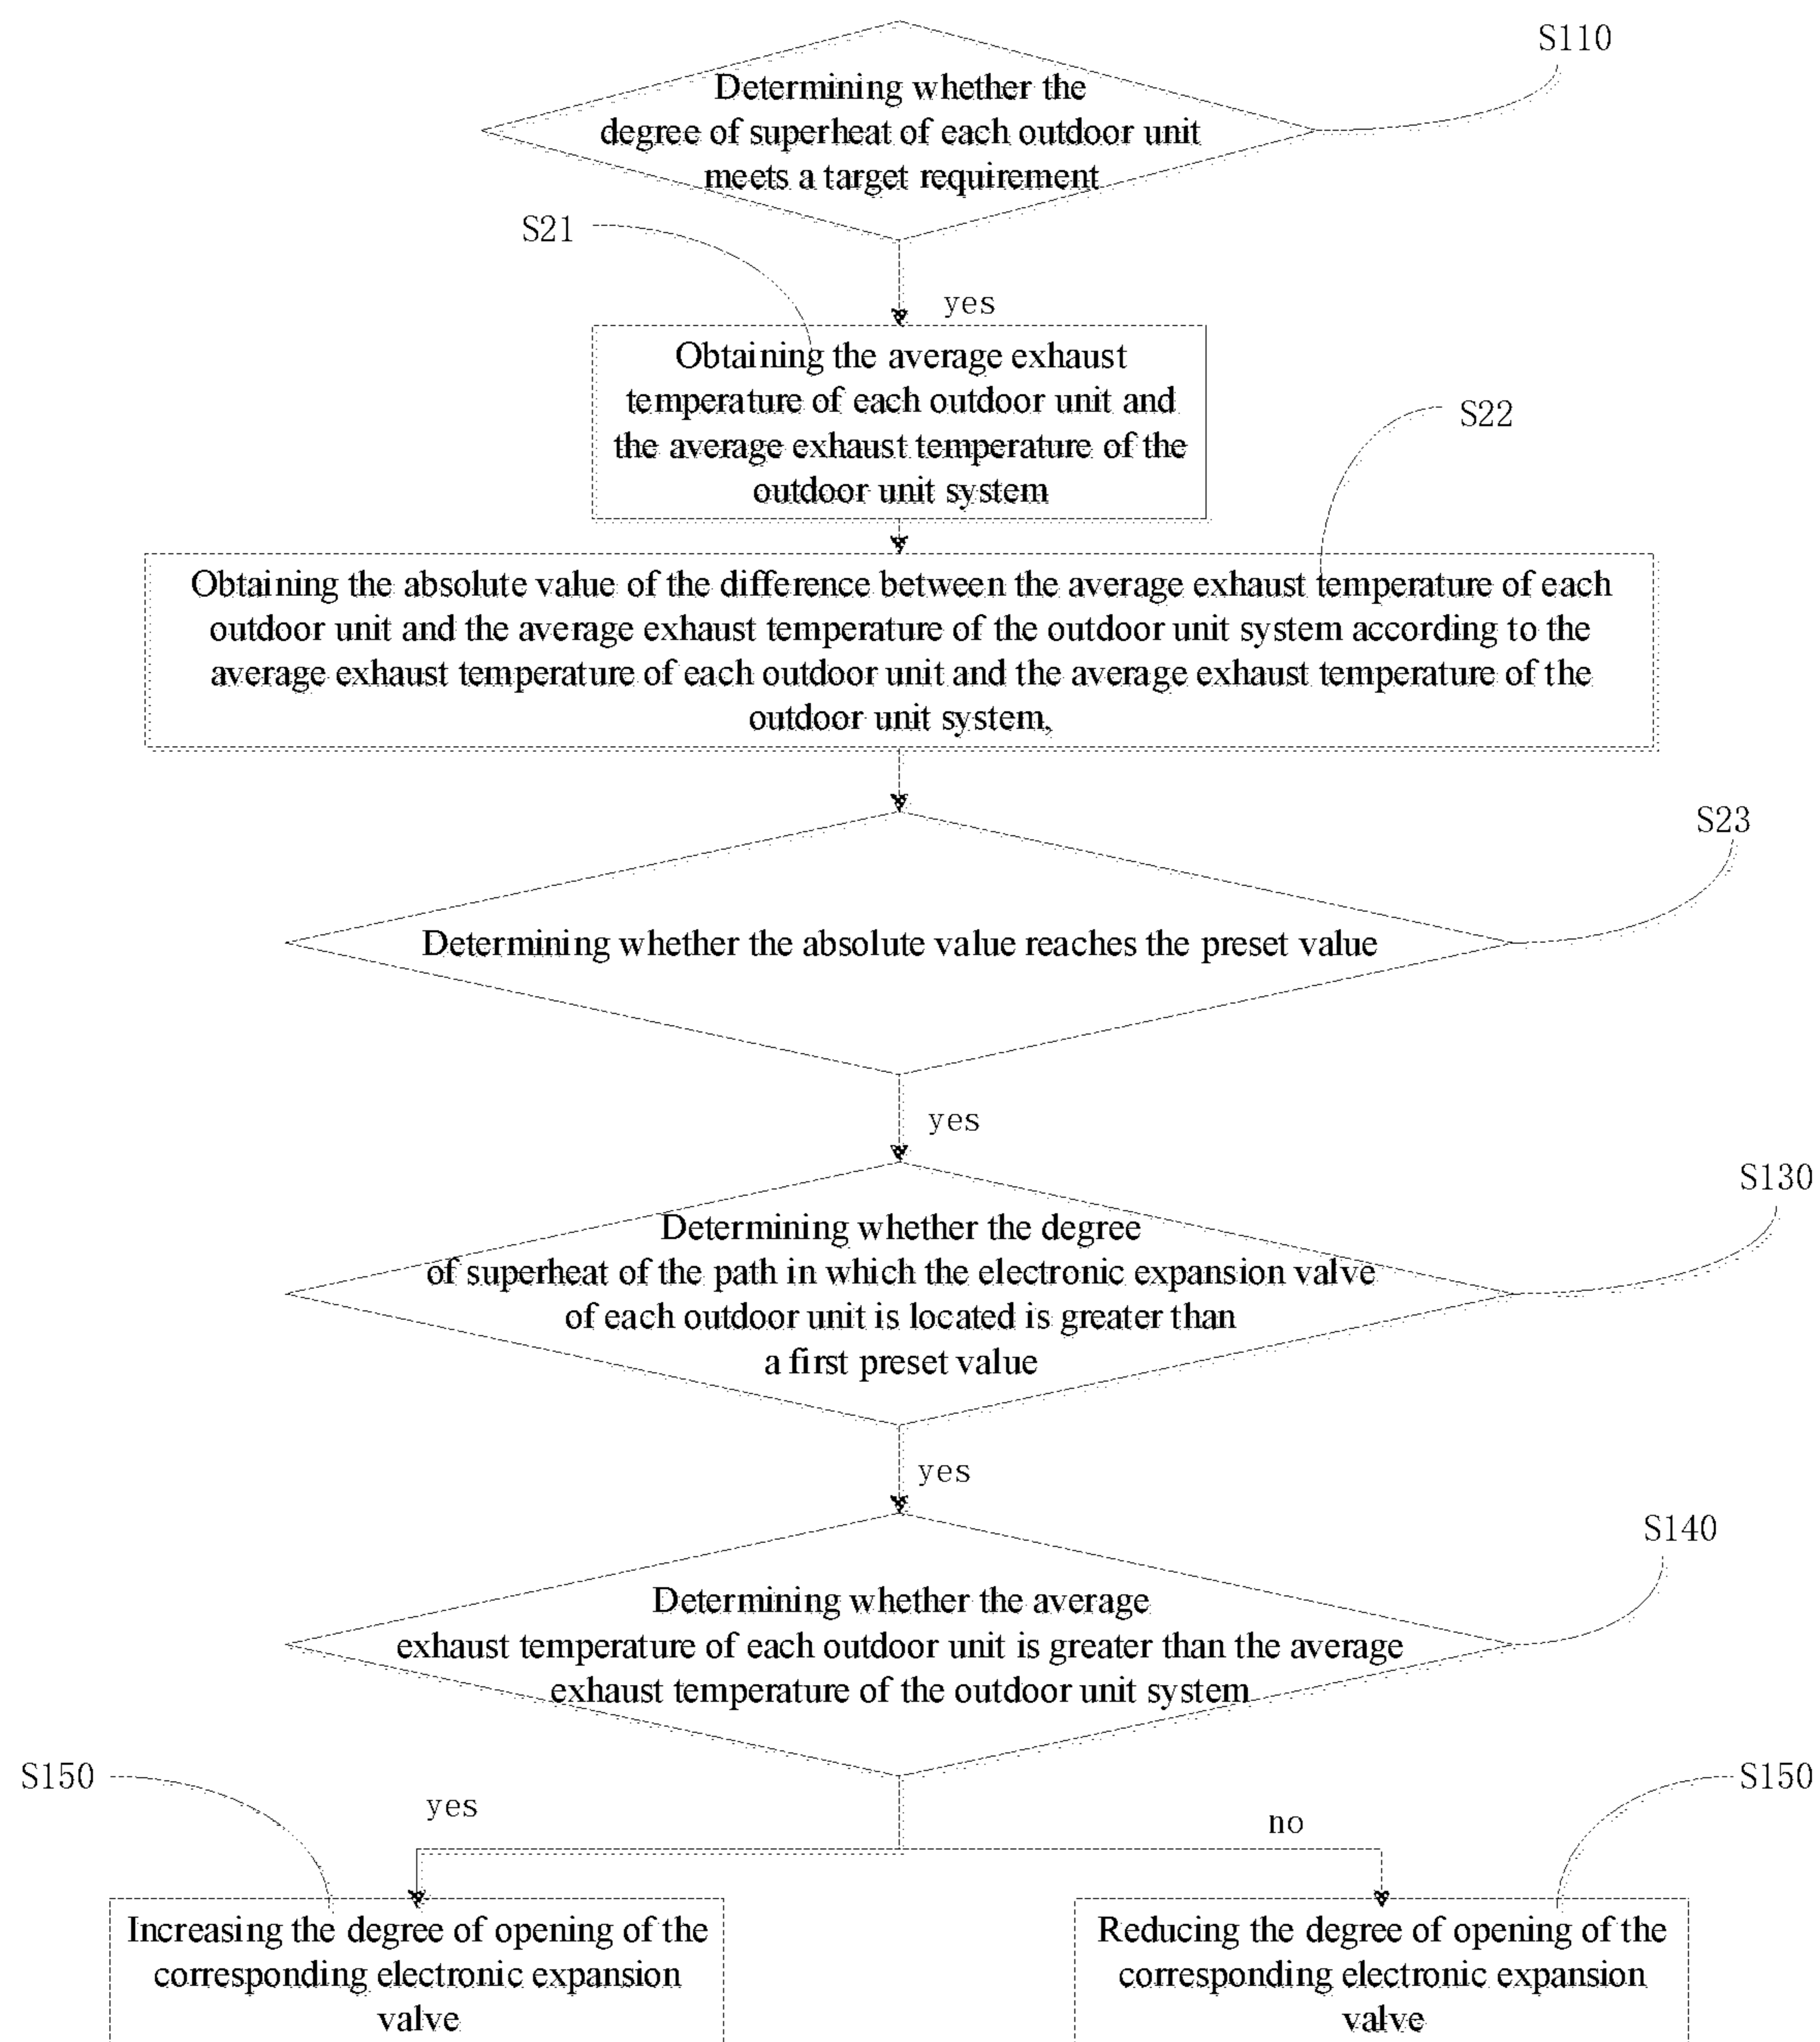 S110
Determining whether the
degree of superheat of each outdoor unit
meets a target requirement
S21
yes
Obtaining the average exhaust
temperature of each outdoor unit and
the average exhaust temperature of the
outdoor unit system
S22
Obtaining the absolute value of the difference between the average exhaust temperature of each
outdoor unit and the average exhaust temperature of the outdoor unit system according to the
average exhaust temperature of each outdoor unit and the average exhaust temperature of the
outdoor unit system,
S23
Determining whether the absolute value reaches the preset value
yes
S130
Determining whether the degree
of superheat of the path in which the electronic expansion valve
of each outdoor unit is located is greater than
a first preset value
yes
S140
Determining whether the average
exhaust temperature of each outdoor unit is greater than the average
exhaust temperature of the outdoor unit system
S150
yes
no
S150
Increasing the degree of opening of the
corresponding electronic expansion
valve
Reducing the degree of opening of the
corresponding electronic expansion
valve